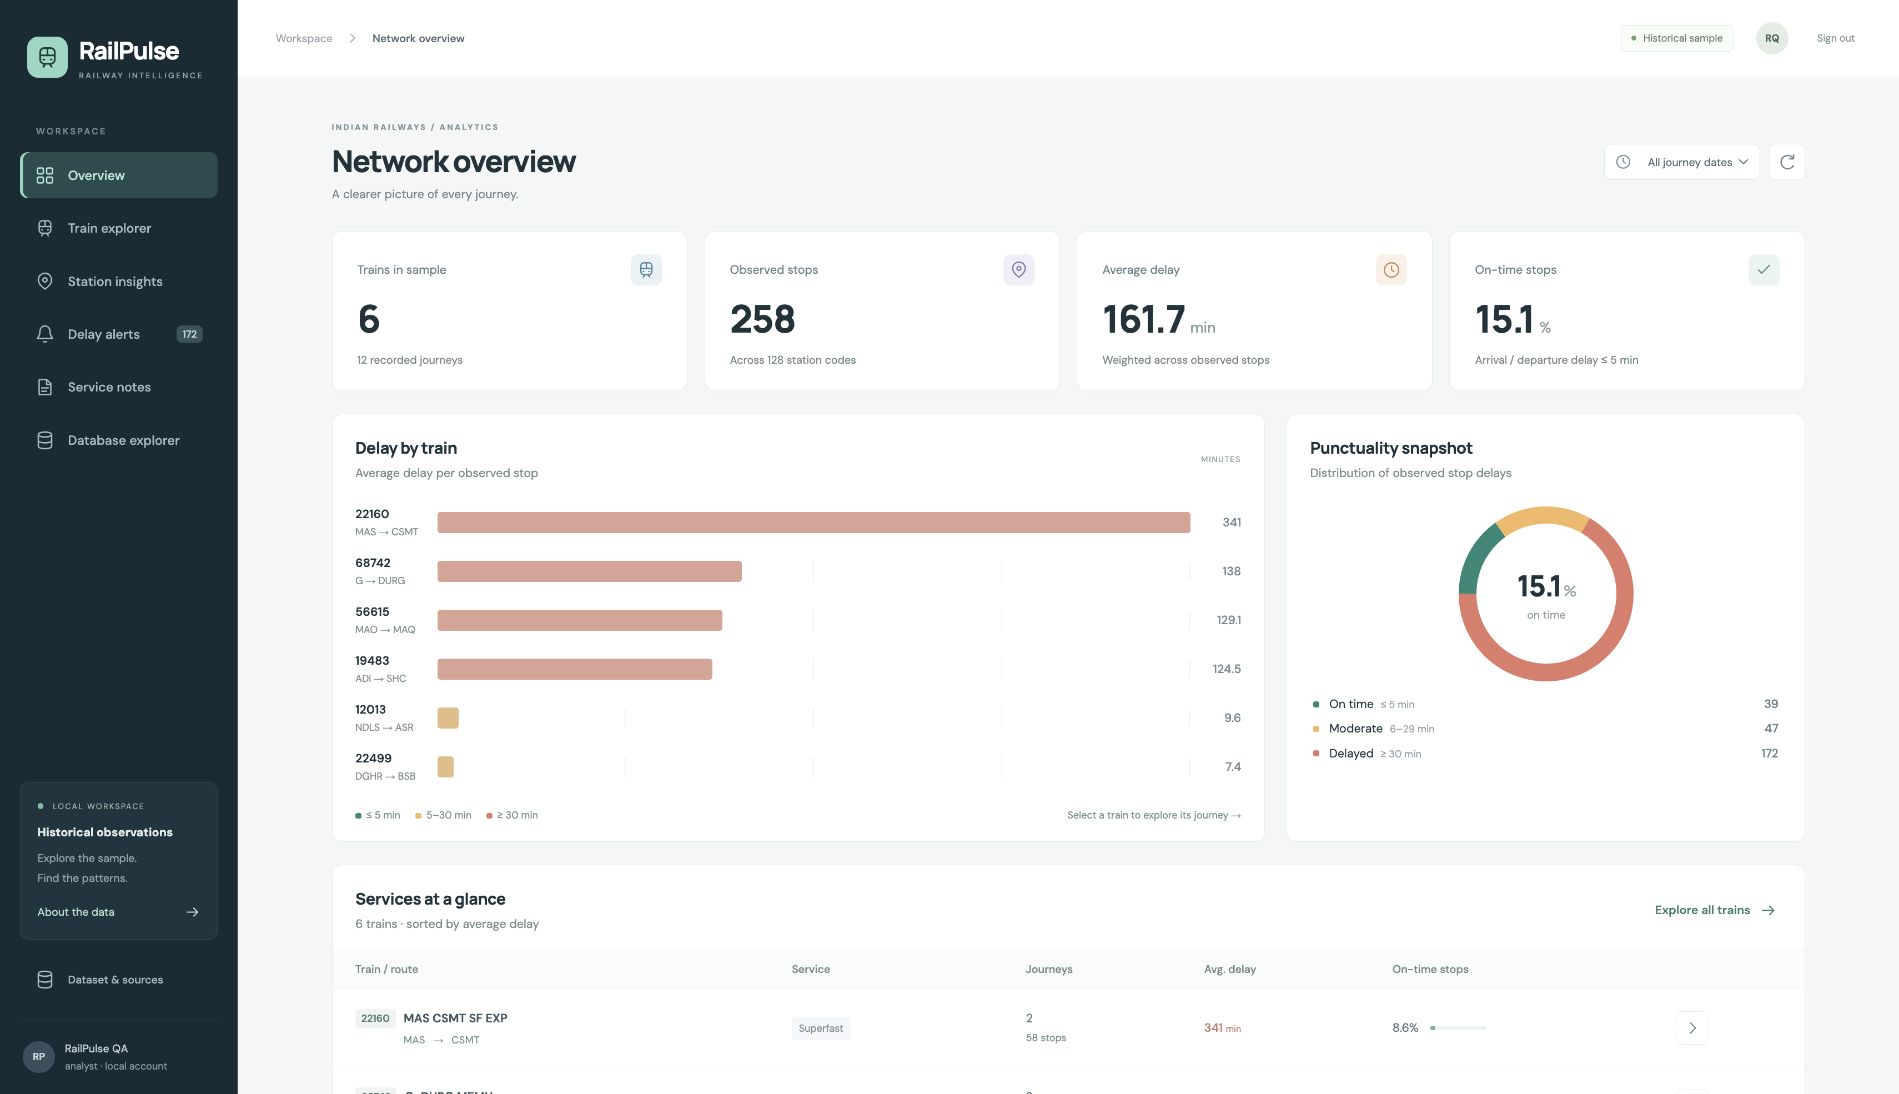 RailPulse
RAILWAY INTELLIGENCE
WORKSPACE
Overview
Train explorer
Station insights
Delay alerts 172
Service notes
Database explorer
LOCAL WORKSPACE
Historical observations
Explore the sample.
Find the patterns.
About the data →
Dataset & sources
RP
RailPulse QA
analyst · local account
Workspace > Network overview
Historical sample
RQ
Sign out
INDIAN RAILWAYS / ANALYTICS
Network overview
A clearer picture of every journey.
All journey dates
Trains in sample
6
12 recorded journeys
Observed stops
258
Across 128 station codes
Average delay
161.7 min
Weighted across observed stops
On-time stops
15.1 %
Arrival / departure delay ≤ 5 min
Delay by train
Average delay per observed stop
MINUTES
22160
MAS → CSMT
341
68742
G → DURG
138
56615
MAO → MAQ
129.1
19483
ADI → SHC
124.5
12013
NDLS → ASR
9.6
22499
DGHR → BSB
7.4
≤ 5 min 5–30 min ≥ 30 min
Select a train to explore its journey →
Punctuality snapshot
Distribution of observed stop delays
15.1%
on time
On time ≤ 5 min 39
Moderate 6–29 min 47
Delayed ≥ 30 min 172
Services at a glance
6 trains · sorted by average delay
Explore all trains →
Train / route Service Journeys Avg. delay On-time stops
22160 MAS CSMT SF EXP
MAS → CSMT
Superfast
2
58 stops
341 min
8.6%